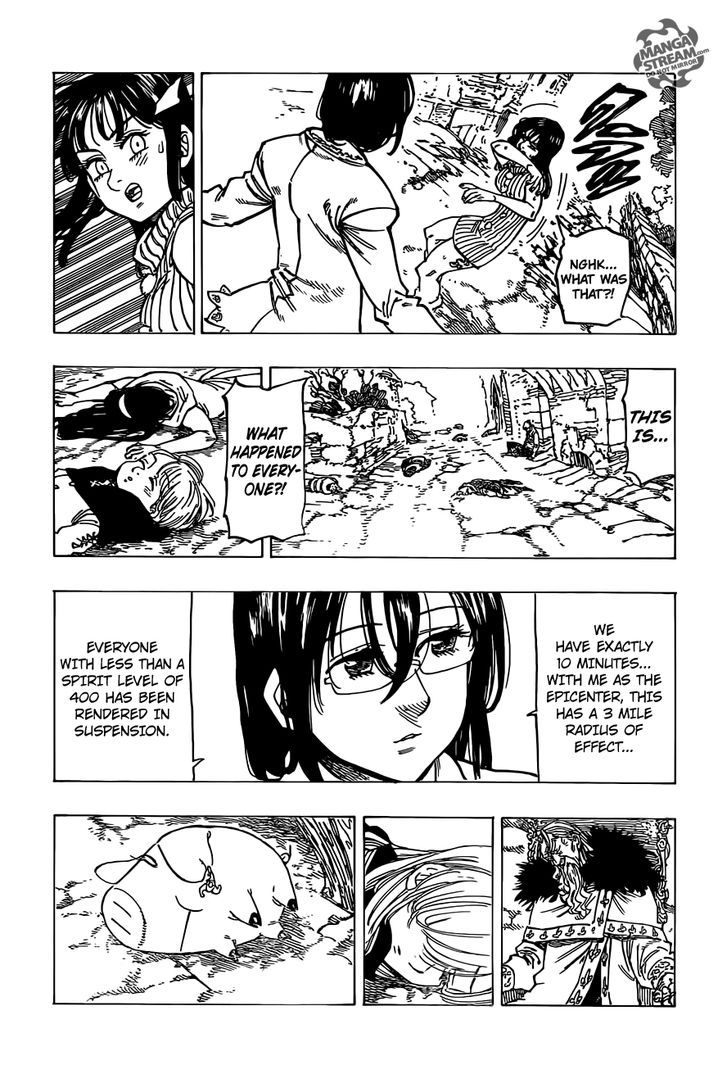 MANGA
STREAM.com
DO NOT MIRROR
NGHK...
WHAT WAS
THAT?!
THIS
IS...
WHAT
HAPPENED
TO EVERY-
ONE?!
WE
HAVE EXACTLY
10 MINUTES...
WITH ME AS THE
EPICENTER, THIS
HAS A 3 MILE
RADIUS OF
EFFECT...
EVERYONE
WITH LESS THAN A
SPIRIT LEVEL OF
400 HAS BEEN
RENDERED IN
SUSPENSION.